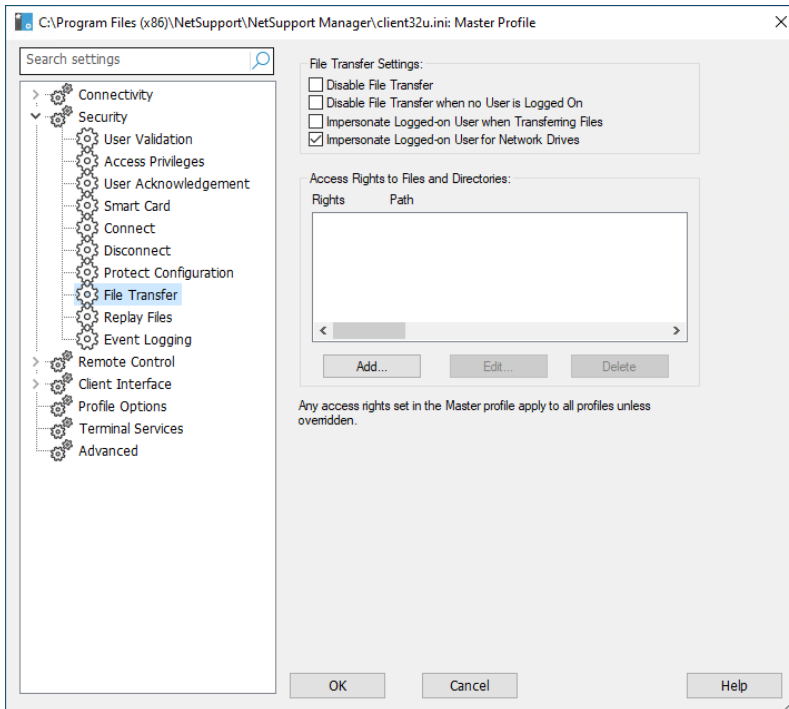 C:\Program Files (x86)\NetSupport\NetSupport Manager\client32u.ini: Master Profile
Search settings
Connectivity
Security
User Validation
Access Privileges
User Acknowledgement
Smart Card
Connect
Disconnect
Protect Configuration
File Transfer
Replay Files
Event Logging
Remote Control
Client Interface
Profile Options
Terminal Services
Advanced
File Transfer Settings:
Disable File Transfer
Disable File Transfer when no User is Logged On
Impersonate Logged-on User when Transferring Files
Impersonate Logged-on User for Network Drives
Access Rights to Files and Directories:
Rights Path
Add... Edit... Delete
Any access rights set in the Master profile apply to all profiles unless
overridden.
OK Cancel Help